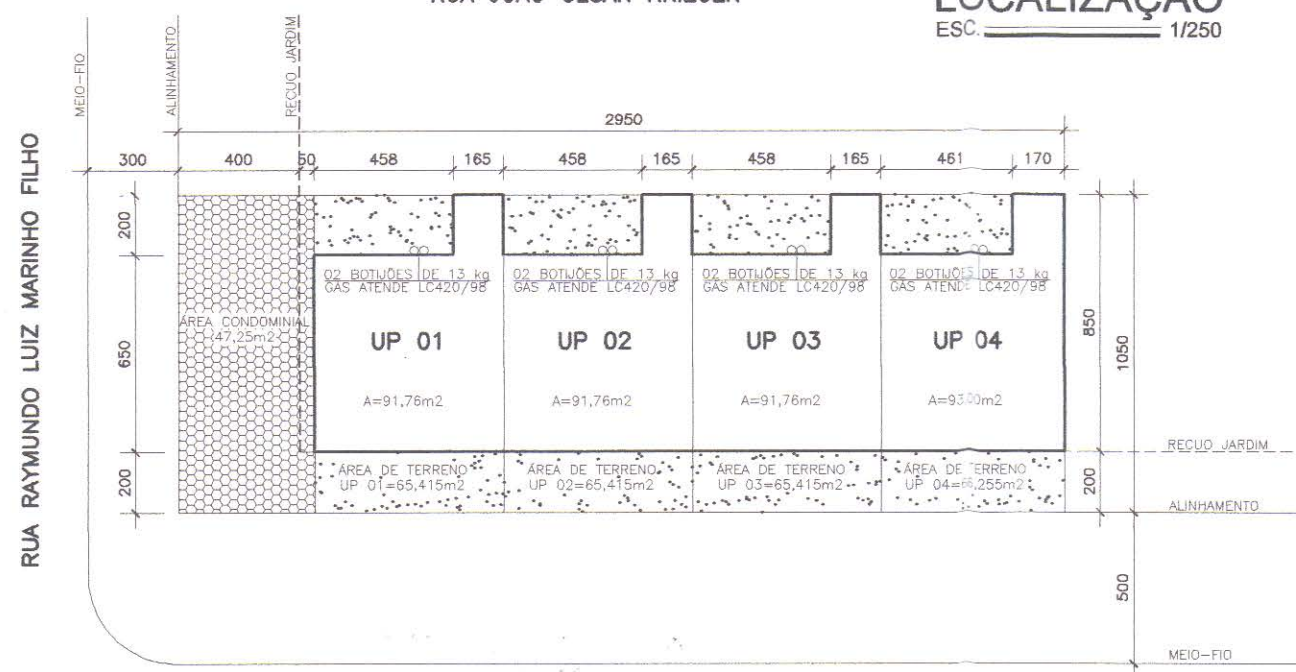 LOCALIZAÇÃO
ESC. 1/250
MEIO-FIO
ALINHAMENTO
RECUO JARDIM
RUA RAYMUNDO LUIZ MARINHO FILHO
2950
300 400 50 458 165 458 165 458 165 461 170
200
650
200
02 BOTIJÕES DE 13 kg
GÁS ATENDE LC420/98
02 BOTIJÕES DE 13 kg
GÁS ATENDE LC420/98
02 BOTIJÕES DE 13 kg
GÁS ATENDE LC420/98
02 BOTIJÕES DE 13 kg
GÁS ATENDE LC420/98
ÁREA CONDOMINIAL
47,25m2
UP 01
UP 02
UP 03
UP 04
A=91,76m2
A=91,76m2
A=91,76m2
A=93,00m2
850
1050
200
500
ÁREA DE TERRENO
UP 01=65,415m2
ÁREA DE TERRENO
UP 02=65,415m2
ÁREA DE TERRENO
UP 03=65,415m2
ÁREA DE TERRENO
UP 04=66,255m2
RECUO JARDIM
ALINHAMENTO
MEIO-FIO